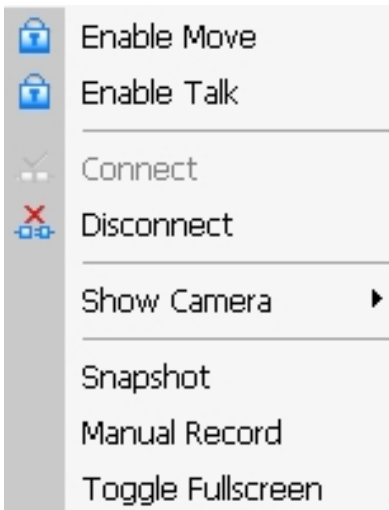 Enable Move
Enable Talk
Connect
Disconnect
Show Camera
Snapshot
Manual Record
Toggle Fullscreen